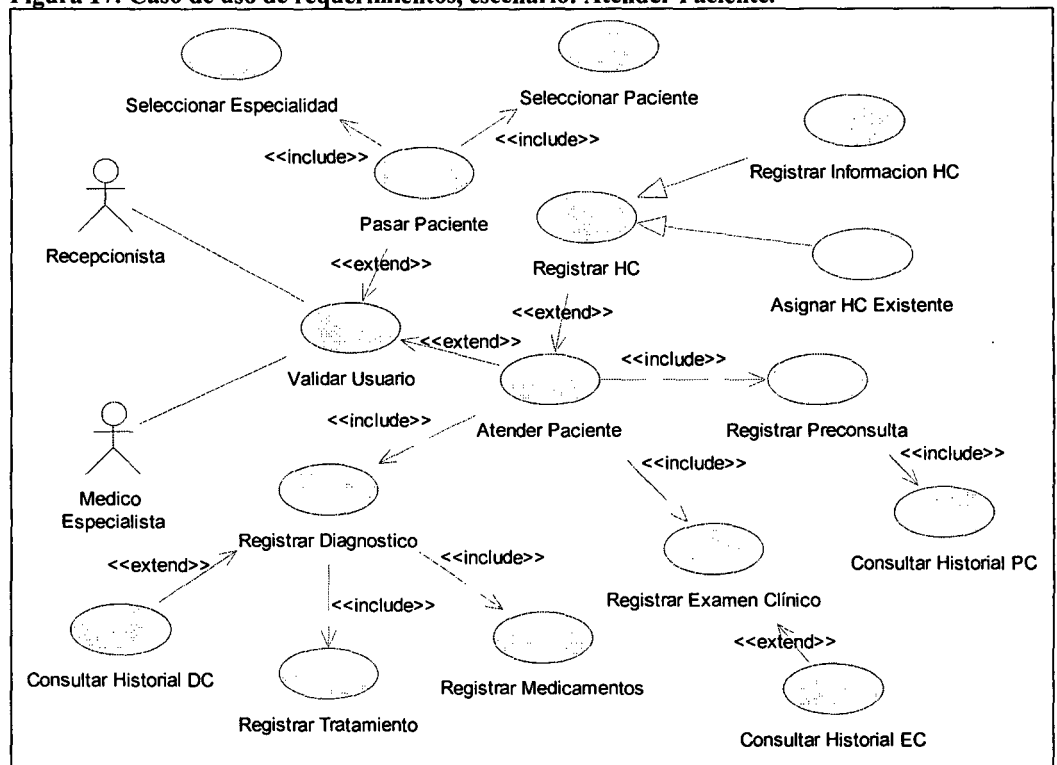 Figura 17. Caso de uso de requerimientos, escenario: Atender Paciente.
Seleccionar Especialidad
Seleccionar Paciente
<<include>>
<<include>>
Registrar Informacion HC
Recepcionista
Pasar Paciente
<<extend>>
Registrar HC
Asignar HC Existente
<<extend>>
<<extend>>
<<include>>
Validar Usuario
<<include>>
Atender Paciente
Registrar Preconsulta
<<include>>
<<include>>
Medico
Especialista
Registrar Diagnostico
<<extend>>
<<include>>
Consultar Historial PC
<<include>>
Registrar Examen Clínico
<<extend>>
Consultar Historial DC
Registrar Medicamentos
Registrar Tratamiento
Consultar Historial EC